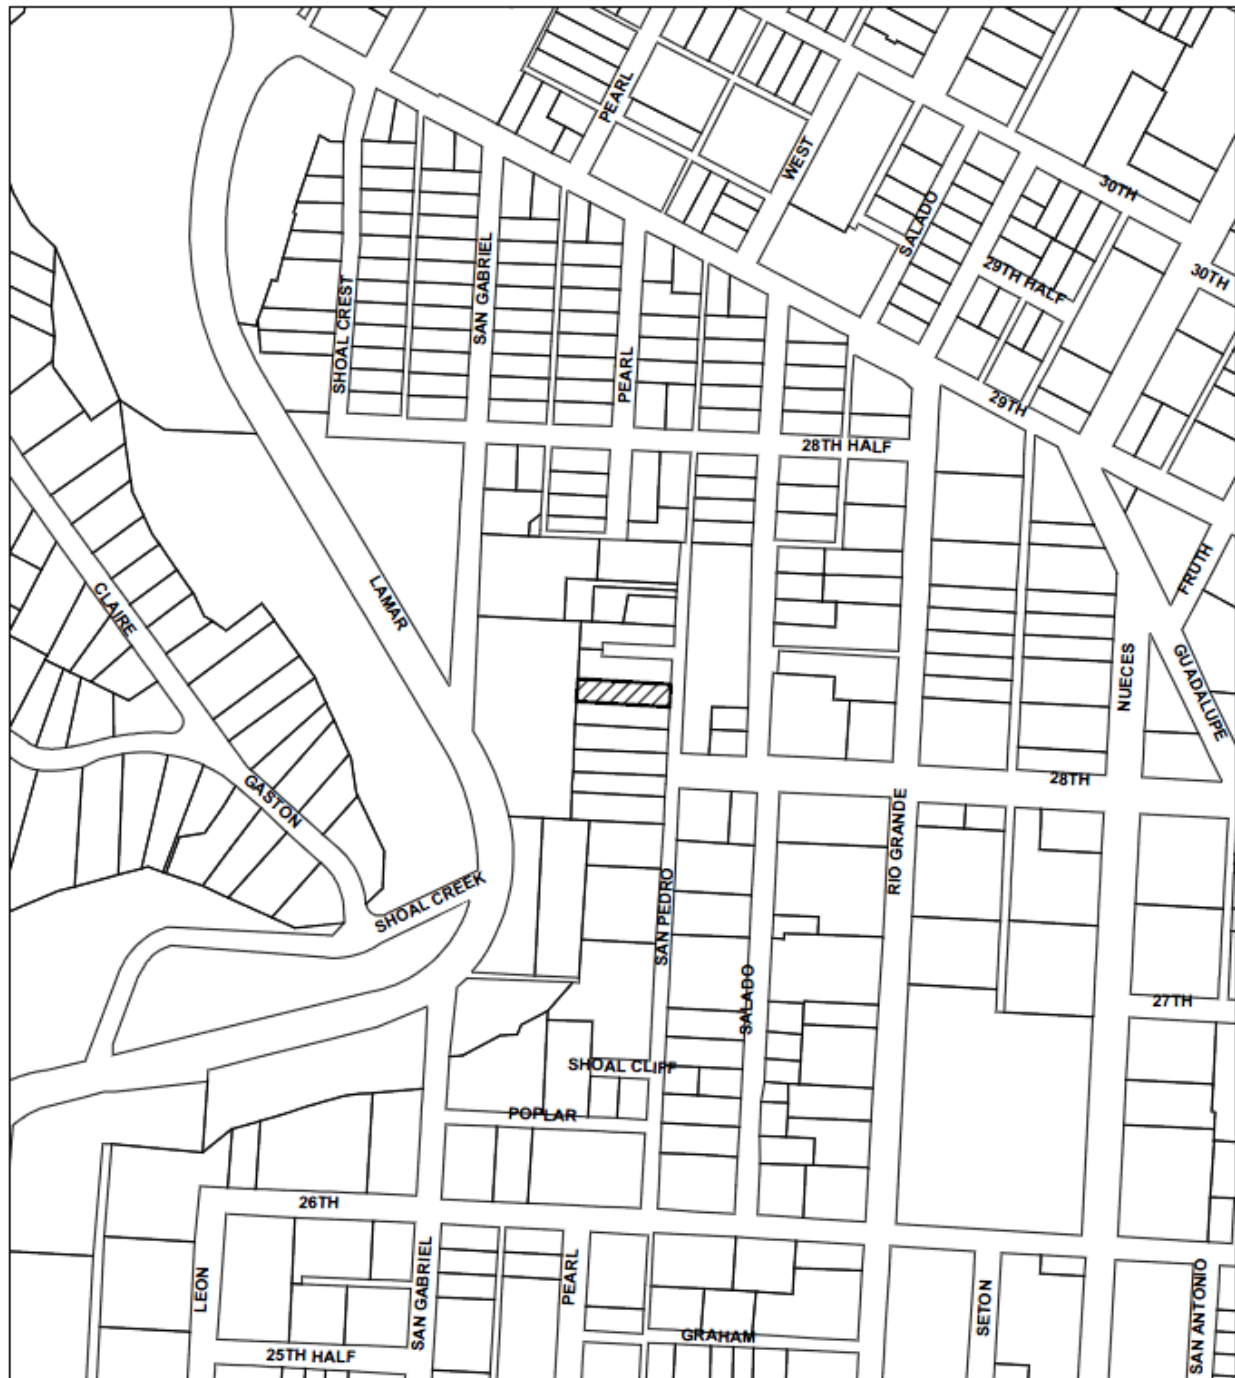 PEARL
WEST
30TH
SALADO
29TH HALF
30TH
SAN GABRIEL
SHOAL CREST
PEARL
29TH
28TH HALF
FRUTH
LAMAR
CLAIRE
NUECES
GUADALUPE
28TH
GASTON
RIO GRANDE
SHOAL CREEK
SAN PEDRO
SALADO
27TH
SHOAL CLIFF
POPLAR
26TH
LEON
SAN GABRIEL
PEARL
SETON
SAN ANTONIO
GRAHAM
25TH HALF